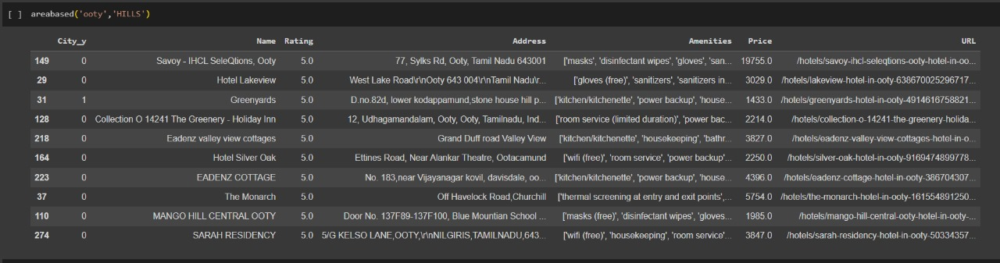 [ ] areabased('ooty','HILLS')
City_y Name Rating Address Amenities Price URL
149 0 Savoy - IHCL SeleQtions, Ooty 5.0 77, Sylks Rd, Ooty, Tamil Nadu 643001 ['masks', 'disinfectant wipes', 'gloves', 'san... 19755.0 /hotels/savoy-ihcl-seleqtions-ooty-hotel-in-oo...
29 0 Hotel Lakeview 5.0 West Lake Road\r\nOoty 643 004\r\nTamil Nadu\r... ['gloves (free)', 'sanitizers', 'sanitizers in... 3029.0 /hotels/lakeview-hotel-in-ooty-638670025296717...
31 1 Greenyards 5.0 D.no.82d, lower kodappamund,stone house hill p... ['kitchen/kitchenette', 'power backup', 'house... 1433.0 /hotels/greenyards-hotel-in-ooty-4914616758821...
128 0 Collection O 14241 The Greenery - Holiday Inn 5.0 12, Udhagamandalam, Ooty, Ooty, Tamilnadu, Ind... ['room service (limited duration)', 'power bac... 2214.0 /hotels/collection-o-14241-the-greenery-holida...
218 0 Eadenz valley view cottages 5.0 Grand Duff road Valley View ['kitchen/kitchenette', 'housekeeping', 'bathr... 3827.0 /hotels/eadenz-valley-view-cottages-hotel-in-o...
164 0 Hotel Silver Oak 5.0 Ettines Road, Near Alankar Theatre, Ootacamund ['wifi (free)', 'room service', 'power backup'... 2250.0 /hotels/silver-oak-hotel-in-ooty-9169474899778...
223 0 EADENZ COTTAGE 5.0 No. 183,near Vijayanagar kovil, davisdale, oo... ['kitchen/kitchenette', 'power backup', 'house... 4396.0 /hotels/eadenz-cottage-hotel-in-ooty-386704307...
37 0 The Monarch 5.0 Off Havelock Road,Churchill ['thermal screening at entry and exit points',... 5754.0 /hotels/the-monarch-hotel-in-ooty-161554891250...
110 0 MANGO HILL CENTRAL OOTY 5.0 Door No. 137F89-137F100, Blue Mountian School ... ['masks (free)', 'disinfectant wipes', 'gloves... 1985.0 /hotels/mango-hill-central-ooty-hotel-in-ooty-...
274 0 SARAH RESIDENCY 5.0 5/G KELSO LANE,OOTY,\r\nNILGIRIS,TAMILNADU,643... ['wifi (free)', 'housekeeping', 'room service'... 3847.0 /hotels/sarah-residency-hotel-in-ooty-50334357...